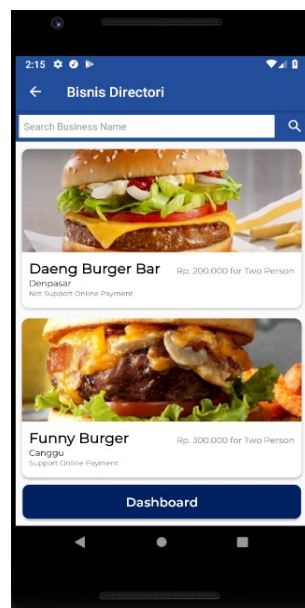 2:15
Bisnis Directori
Search Business Name
Daeng Burger Bar Rp. 200.000 for Two Person
Denpasar
Not Support Online Payment
Funny Burger Rp. 300.000 for Two Person
Canggu
Support Online Payment
Dashboard